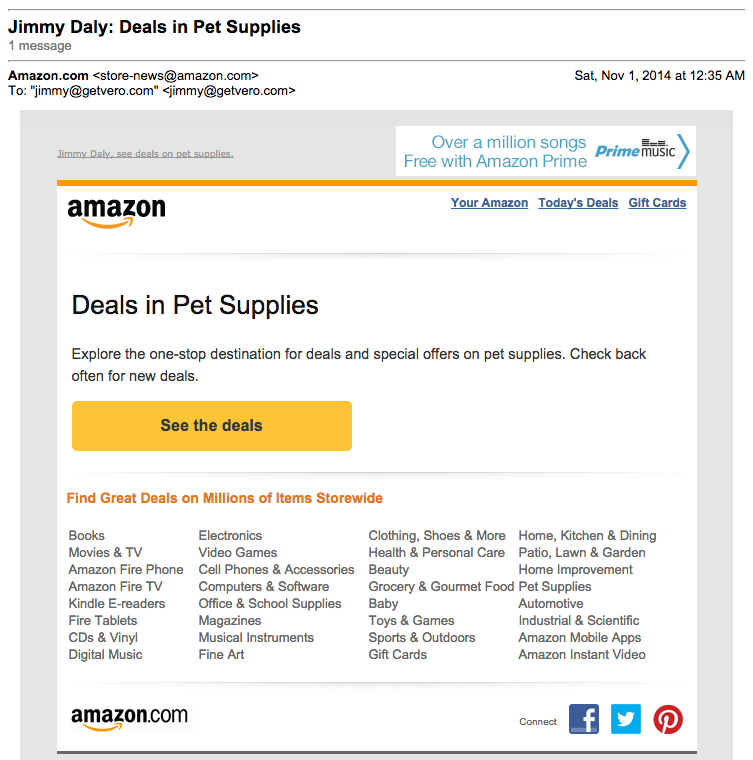 Jimmy Daly: Deals in Pet Supplies
1 message
Amazon.com <store-news@amazon.com> Sat, Nov 1, 2014 at 12:35 AM
To: "jimmy@getvero.com" <jimmy@getvero.com>
Jimmy Daly, see deals on pet supplies.
Over a million songs
Free with Amazon Prime
Prime MUSIC
amazon
Your Amazon Today's Deals Gift Cards
Deals in Pet Supplies
Explore the one-stop destination for deals and special offers on pet supplies. Check back
often for new deals.
See the deals
Find Great Deals on Millions of Items Storewide
Books Electronics Clothing, Shoes & More Home, Kitchen & Dining
Movies & TV Video Games Health & Personal Care Patio, Lawn & Garden
Amazon Fire Phone Cell Phones & Accessories Beauty Home Improvement
Amazon Fire TV Computers & Software Grocery & Gourmet Food Pet Supplies
Kindle E-readers Office & School Supplies Baby Automotive
Fire Tablets Magazines Toys & Games Industrial & Scientific
CDs & Vinyl Musical Instruments Sports & Outdoors Amazon Mobile Apps
Digital Music Fine Art Gift Cards Amazon Instant Video
amazon.com
Connect